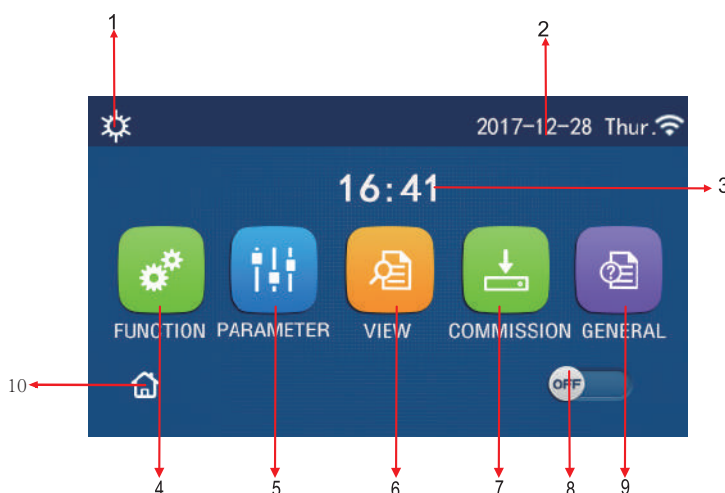 1
2
2017-12-28 Thur.
16:41
3
FUNCTION PARAMETER VIEW COMMISSION GENERAL
10
OFF
4 5 6 7 8 9